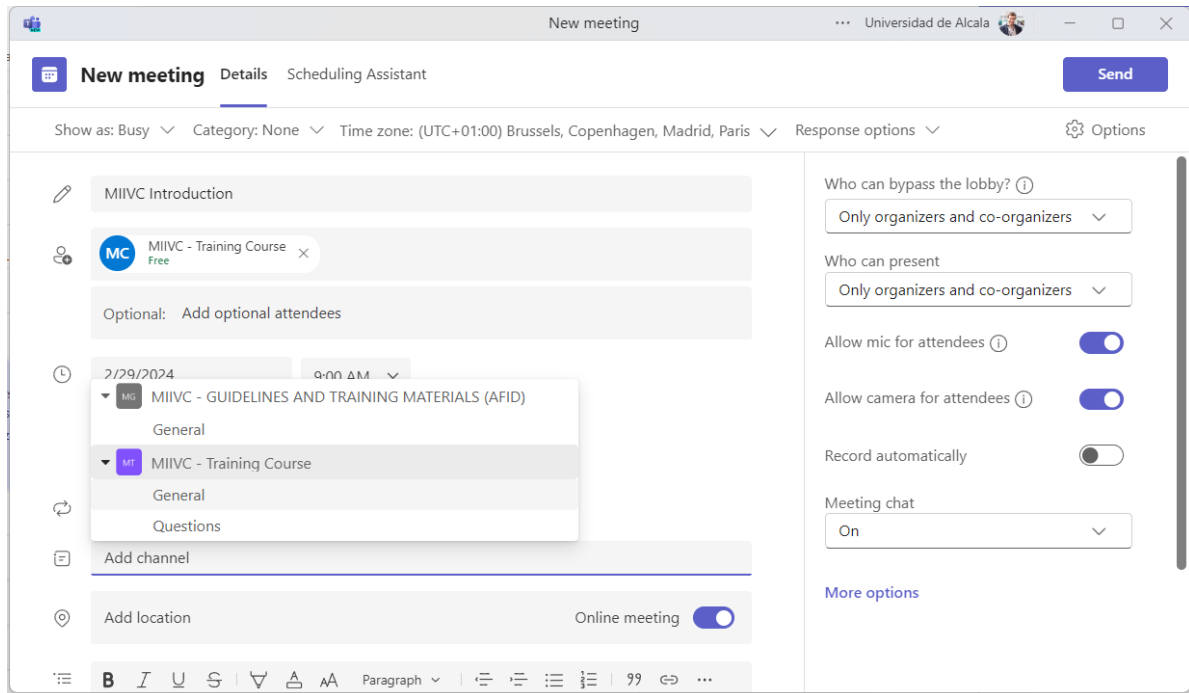 New meeting
··· Universidad de Alcala
New meeting Details Scheduling Assistant Send
Show as: Busy Category: None Time zone: (UTC+01:00) Brussels, Copenhagen, Madrid, Paris Response options Options
MIIVC Introduction
MC MIIVC - Training Course
Free
Optional: Add optional attendees
2/29/2024 9:00 AM
MG MIIVC - GUIDELINES AND TRAINING MATERIALS (AFID)
General
MT MIIVC - Training Course
General
Questions
Add channel
Add location Online meeting
B I U S A AA Paragraph 99 ···
Who can bypass the lobby?
Only organizers and co-organizers
Who can present
Only organizers and co-organizers
Allow mic for attendees
Allow camera for attendees
Record automatically
Meeting chat
On
More options